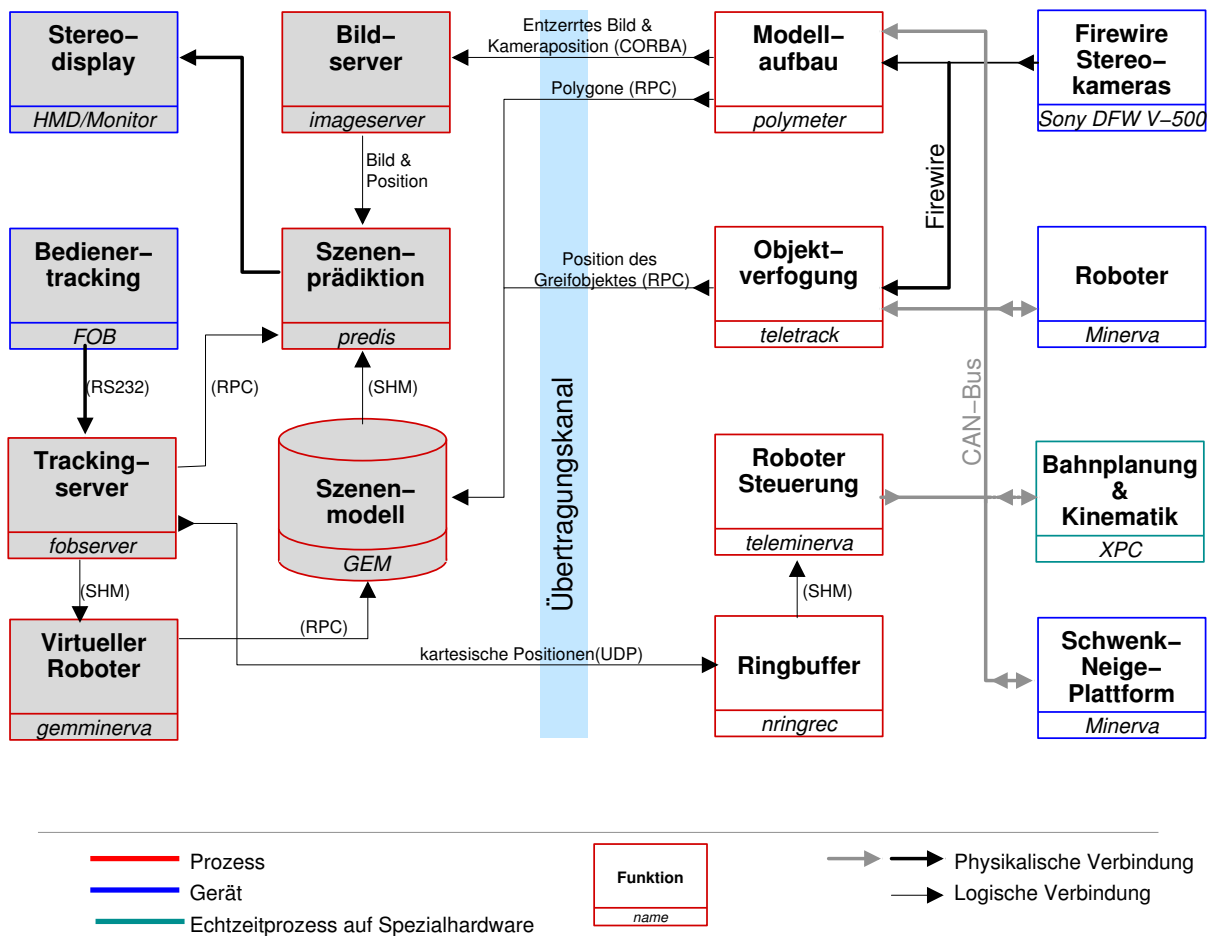 Stereo–
display
HMD/Monitor
Bild–
server
imageserver
Entzerrtes Bild &
Kameraposition (CORBA)
Polygone (RPC)
Modell–
aufbau
polymeter
Firewire
Stereo–
kameras
Sony DFW V–500
Bild &
Position
Firewire
Bediener–
tracking
FOB
Szenen–
prädiktion
predis
Position des
Greifobjektes (RPC)
Objekt–
verfogung
teletrack
Roboter
Minerva
(RS232)
(RPC)
(SHM)
Übertragungskanal
CAN–Bus
Tracking–
server
fobserver
Szenen–
modell
GEM
Roboter
Steuerung
teleminerva
Bahnplanung
&
Kinematik
XPC
(SHM)
(SHM)
Virtueller
Roboter
gemminerva
(RPC)
kartesische Positionen(UDP)
Ringbuffer
nringrec
Schwenk–
Neige–
Plattform
Minerva
Prozess
Gerät
Echtzeitprozess auf Spezialhardware
Funktion
name
Physikalische Verbindung
Logische Verbindung